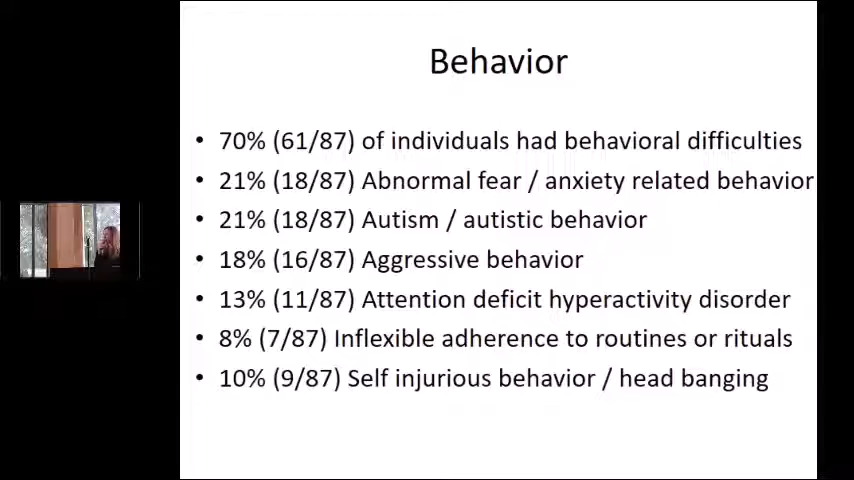 Behavior
• 70% (61/87) of individuals had behavioral difficulties
• 21% (18/87) Abnormal fear / anxiety related behavior
• 21% (18/87) Autism / autistic behavior
• 18% (16/87) Aggressive behavior
• 13% (11/87) Attention deficit hyperactivity disorder
• 8% (7/87) Inflexible adherence to routines or rituals
• 10% (9/87) Self injurious behavior / head banging